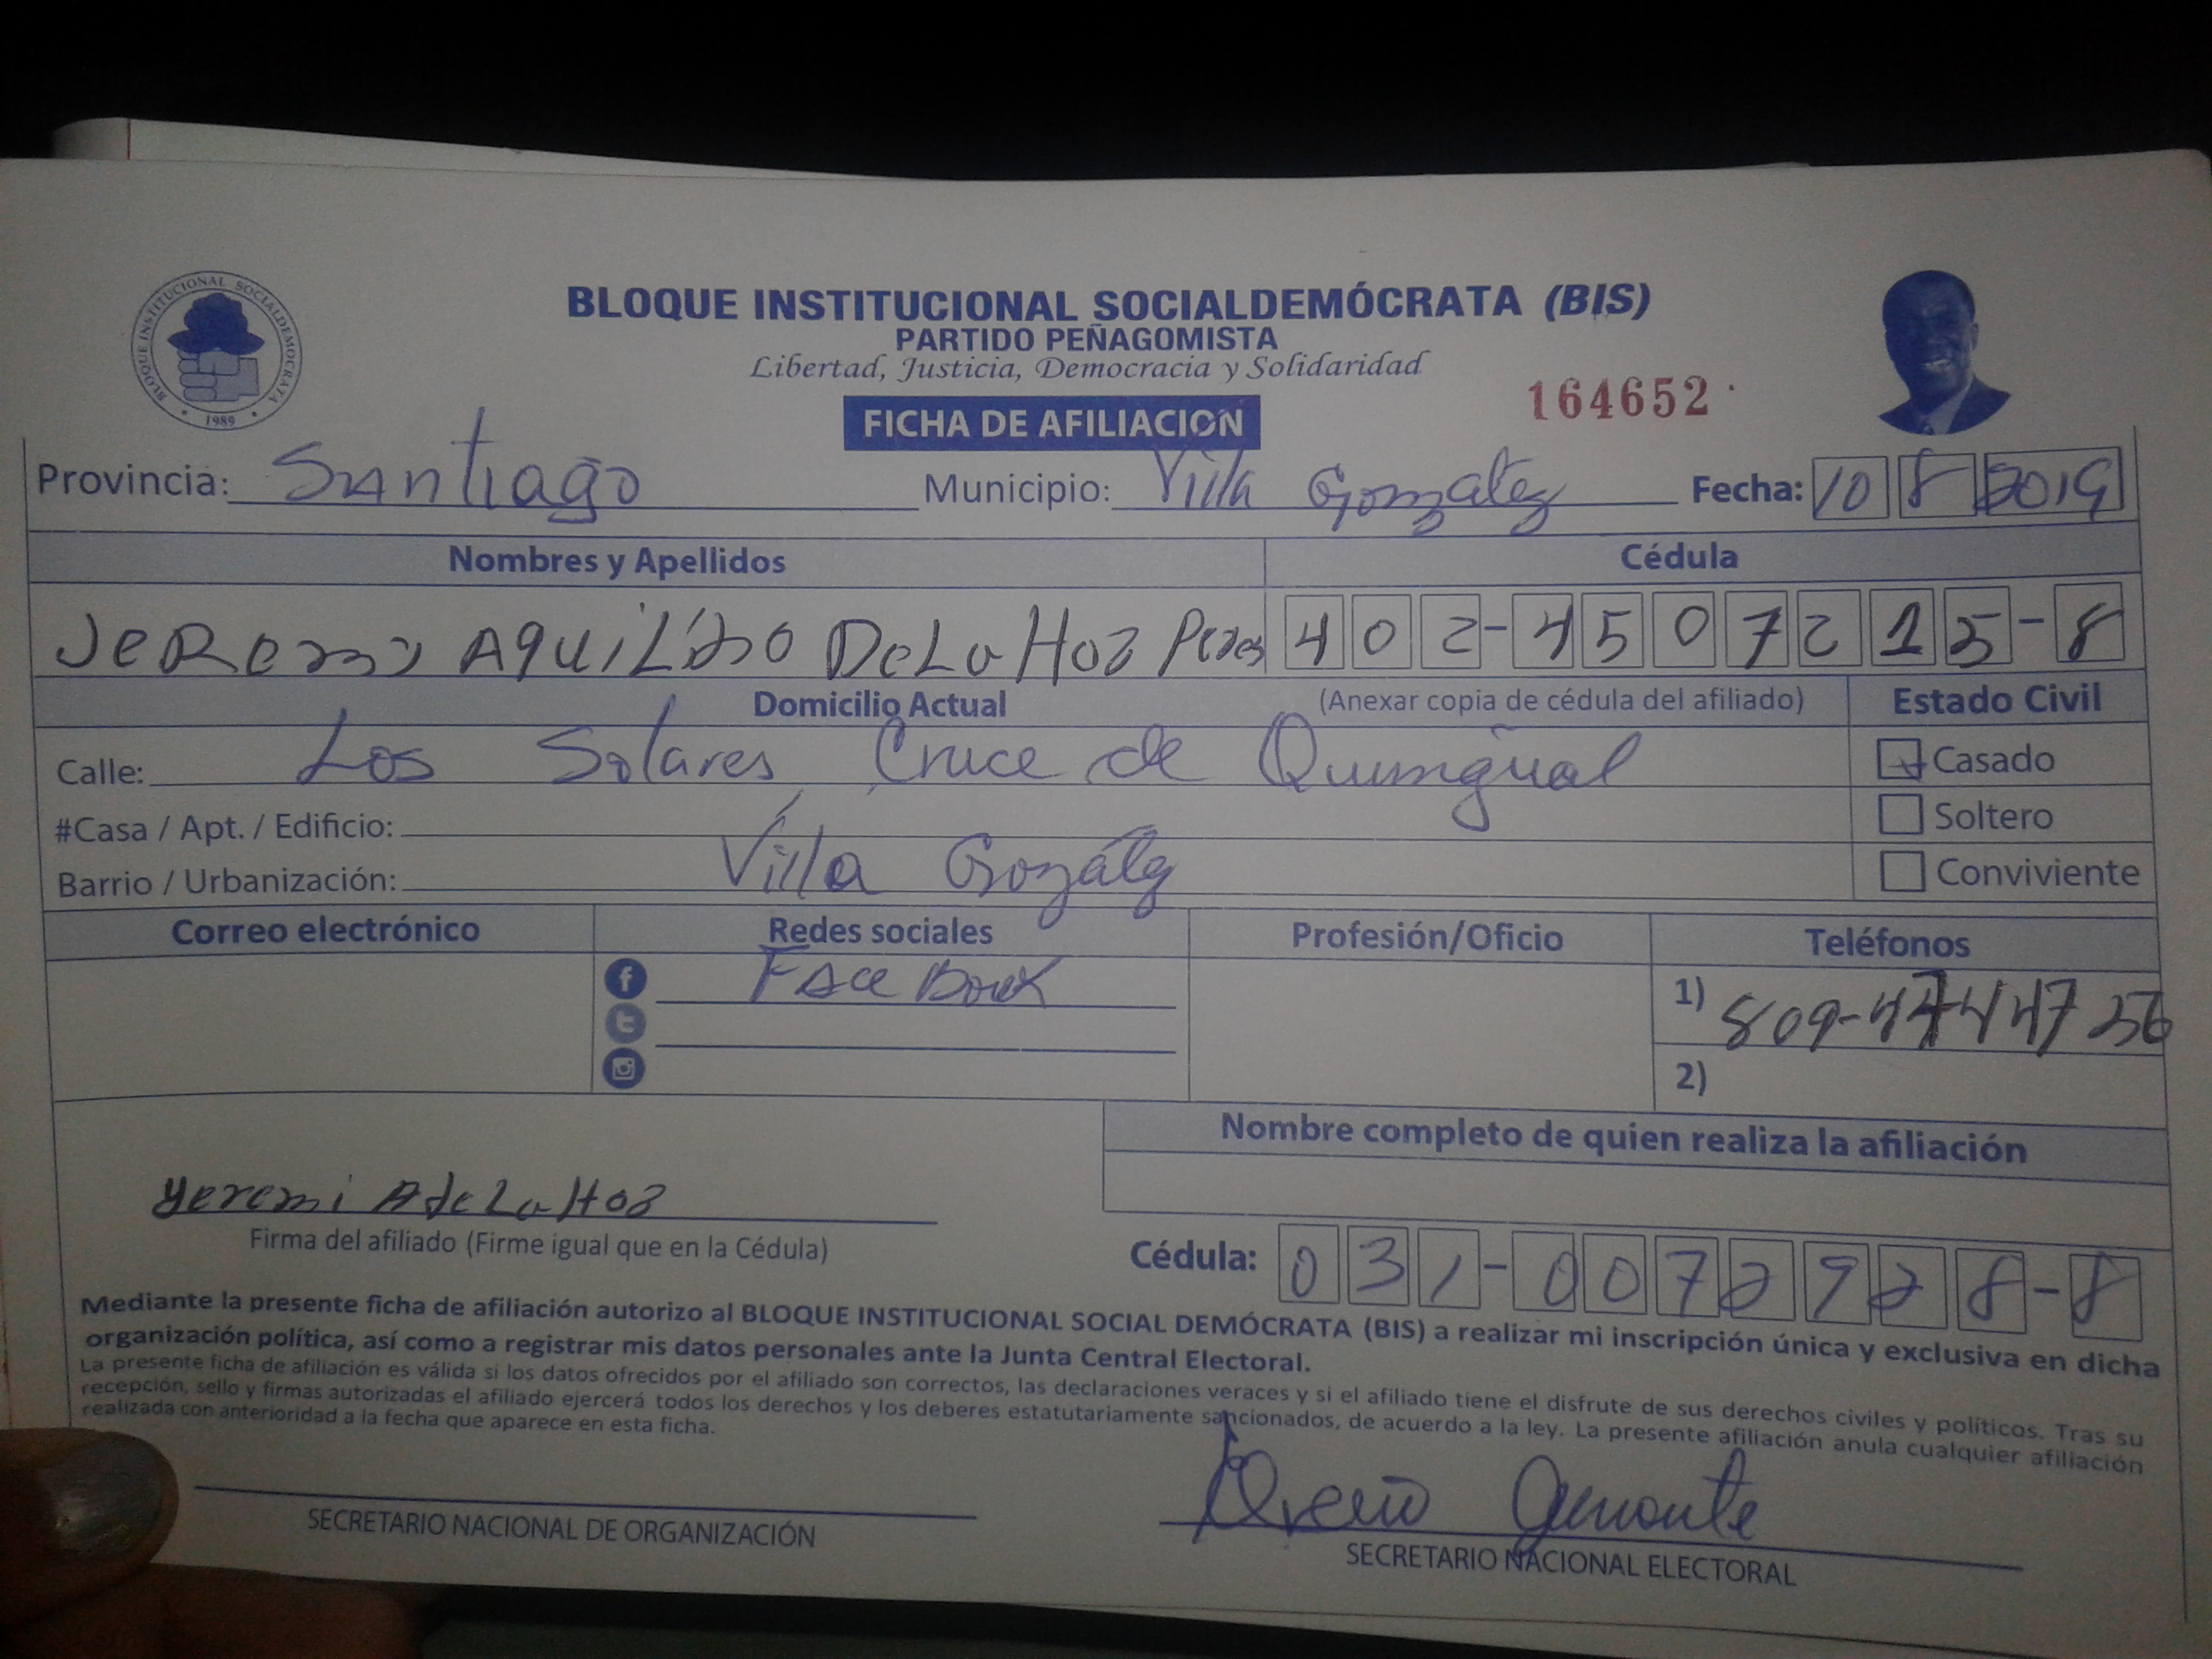 BLOQUE INSTITUCIONAL SOCIALDEMOCRATA
1989
BLOQUE INSTITUCIONAL SOCIALDEMÓCRATA (BIS)
PARTIDO PEÑAGOMISTA
Libertad, Justicia, Democracia y Solidaridad
164652
FICHA DE AFILIACION
Provincia: Santiago Municipio: Villa González Fecha: 10 8 2019
Nombres y Apellidos Cédula
AQUILINO De La Hoz 402-4507215-8
Domicilio Actual (Anexar copia de cédula del afiliado) Estado Civil
Calle: Los Solares Cruce de Casado
#Casa / Apt. / Edificio: Soltero
Barrio / Urbanización: Villa Conviviente
Correo electrónico Redes sociales Profesión/Oficio Teléfonos
Face Book 1) 809-
2)
Nombre completo de quien realiza la afiliación
Yeremi A de La Hoz
Firma del afiliado (Firme igual que en la Cédula)
Cédula: 031-0072928-8
Mediante la presente ficha de afiliación autorizo al BLOQUE INSTITUCIONAL SOCIAL DEMÓCRATA (BIS) a realizar mi inscripción única y exclusiva en dicha
organización política, así como a registrar mis datos personales ante la Junta Central Electoral.
La presente ficha de afiliación es válida si los datos ofrecidos por el afiliado son correctos, las declaraciones veraces y si el afiliado tiene el disfrute de sus derechos civiles y políticos. Tras su
recepción, sello y firmas autorizadas el afiliado ejercerá todos los derechos y los deberes estatutariamente sancionados, de acuerdo a la ley. La presente afiliación anula cualquier afiliación
realizada con anterioridad a la fecha que aparece en esta ficha.
SECRETARIO NACIONAL DE ORGANIZACIÓN
SECRETARIO NACIONAL ELECTORAL